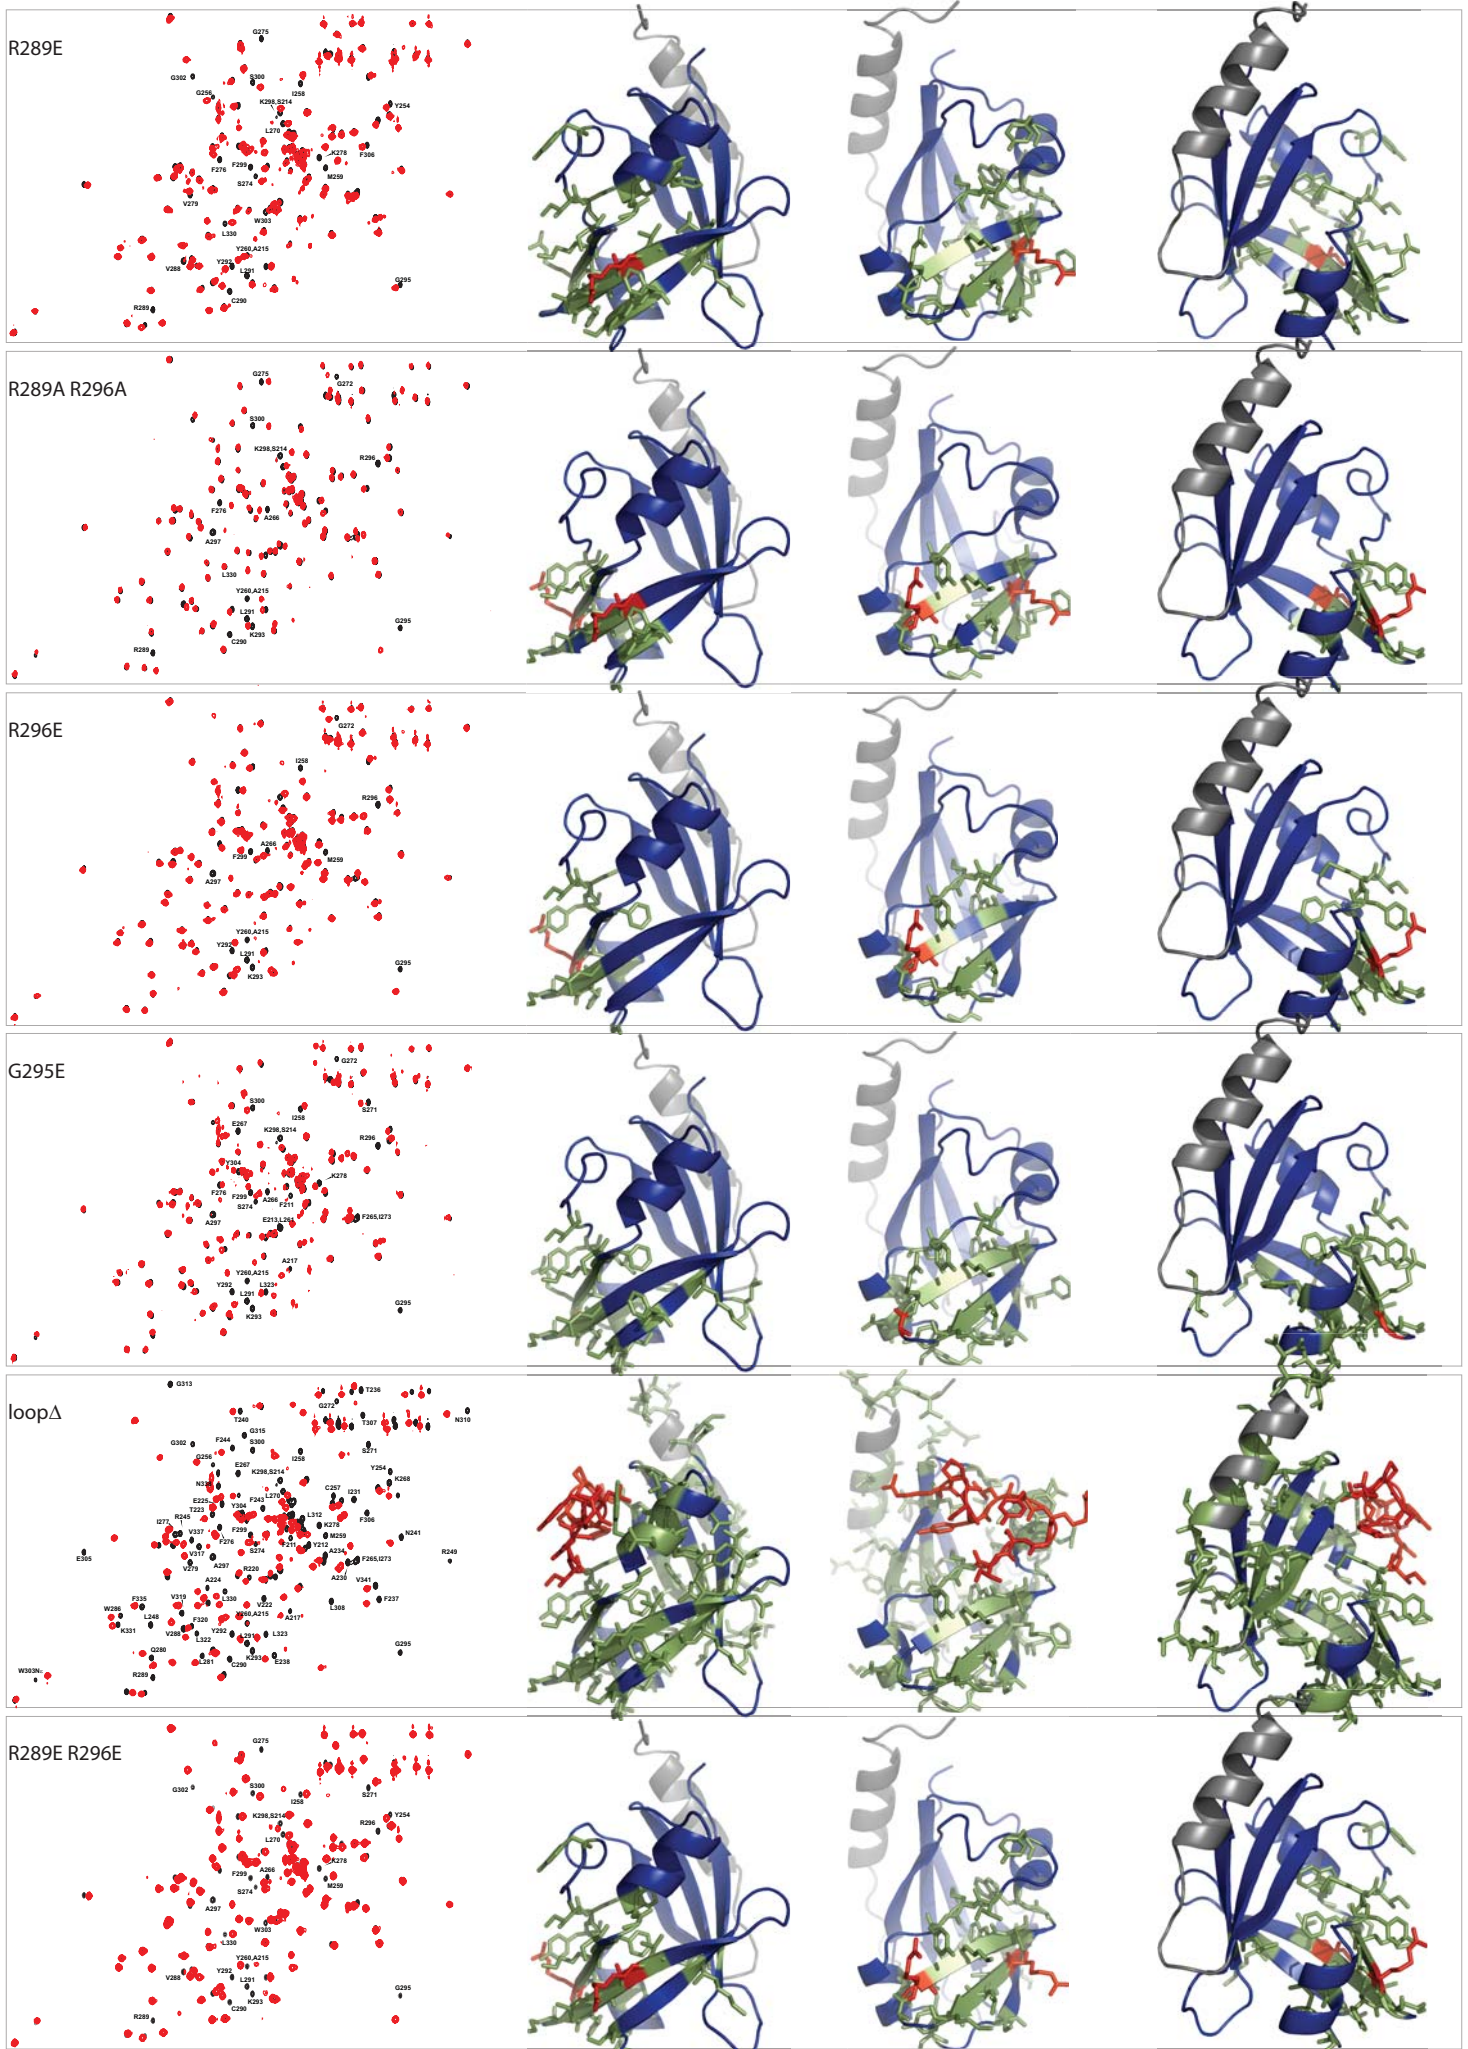 R289E
G275
G302
S300
I258
G256
K298,S214
Y254
L270
K278
F306
F299
F276
M259
S274
V279
W303
L330
Y260,A215
V288
Y292
L291
G295
C290
R289
R289A R296A
G275
G272
S300
K298,S214
R296
F276
A266
A297
L330
Y260,A215
L291
K293
G295
C290
R289
R296E
G272
I258
R296
A266
F299
M259
A297
Y260,A215
Y292
L291
K293
G295
G295E
G272
S300
I258
S271
E267
K298,S214
R296
Y304
K278
F276
F299
A266
F211
S274
A297
E213,L261
F265,I273
A217
Y260,A215
Y292
L323
L291
K293
G295
loopΔ
G313
T236
G272
T240
T307
N310
G315
G302
F244
S300
S271
G256
I258
E267
Y254
K298,S214
K268
L270
C257
I231
E225
F243
T223
Y304
L312
F306
R245
K278
I277
V337
F299
M259
N241
F276
F211
Y212
E305
V317
S274
A234
F265,I273
R249
V279
A297
R220
A230
V341
A224
F335
V319
L330
V222
L308
F237
W286
L248
F320
Y260,A215
A217
K331
V288
Y292
L323
L322
L291
G295
Q280
L281
K293
E238
C290
W303Nε
R289
R289E R296E
G275
G302
S300
I258
S271
K298,S214
Y254
R296
L270
K278
A266
F299
M259
S274
A297
W303
L330
Y260,A215
V288
Y292
L291
K293
G295
C290
R289